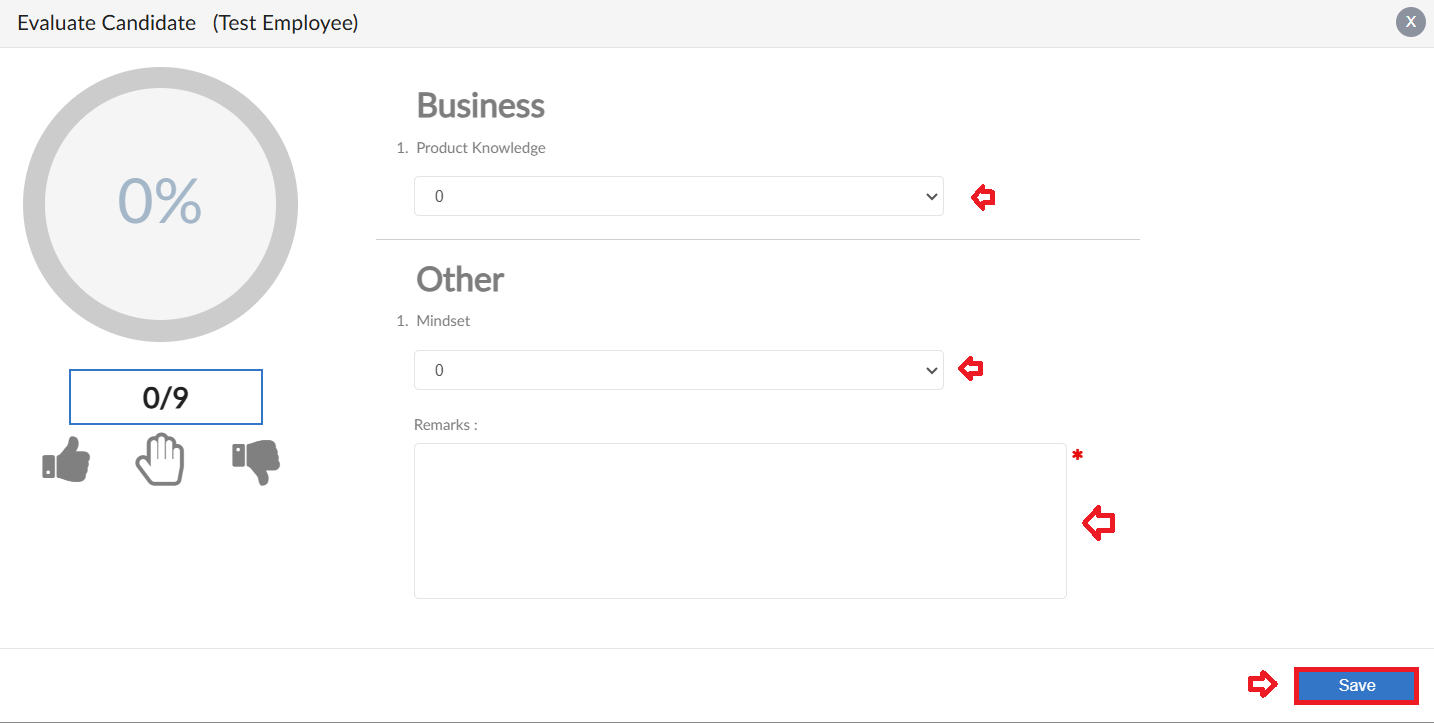 Evaluate Candidate (Test Employee)
X
0%
0/9
Business
1. Product Knowledge
0
Other
1. Mindset
0
Remarks :
*
Save